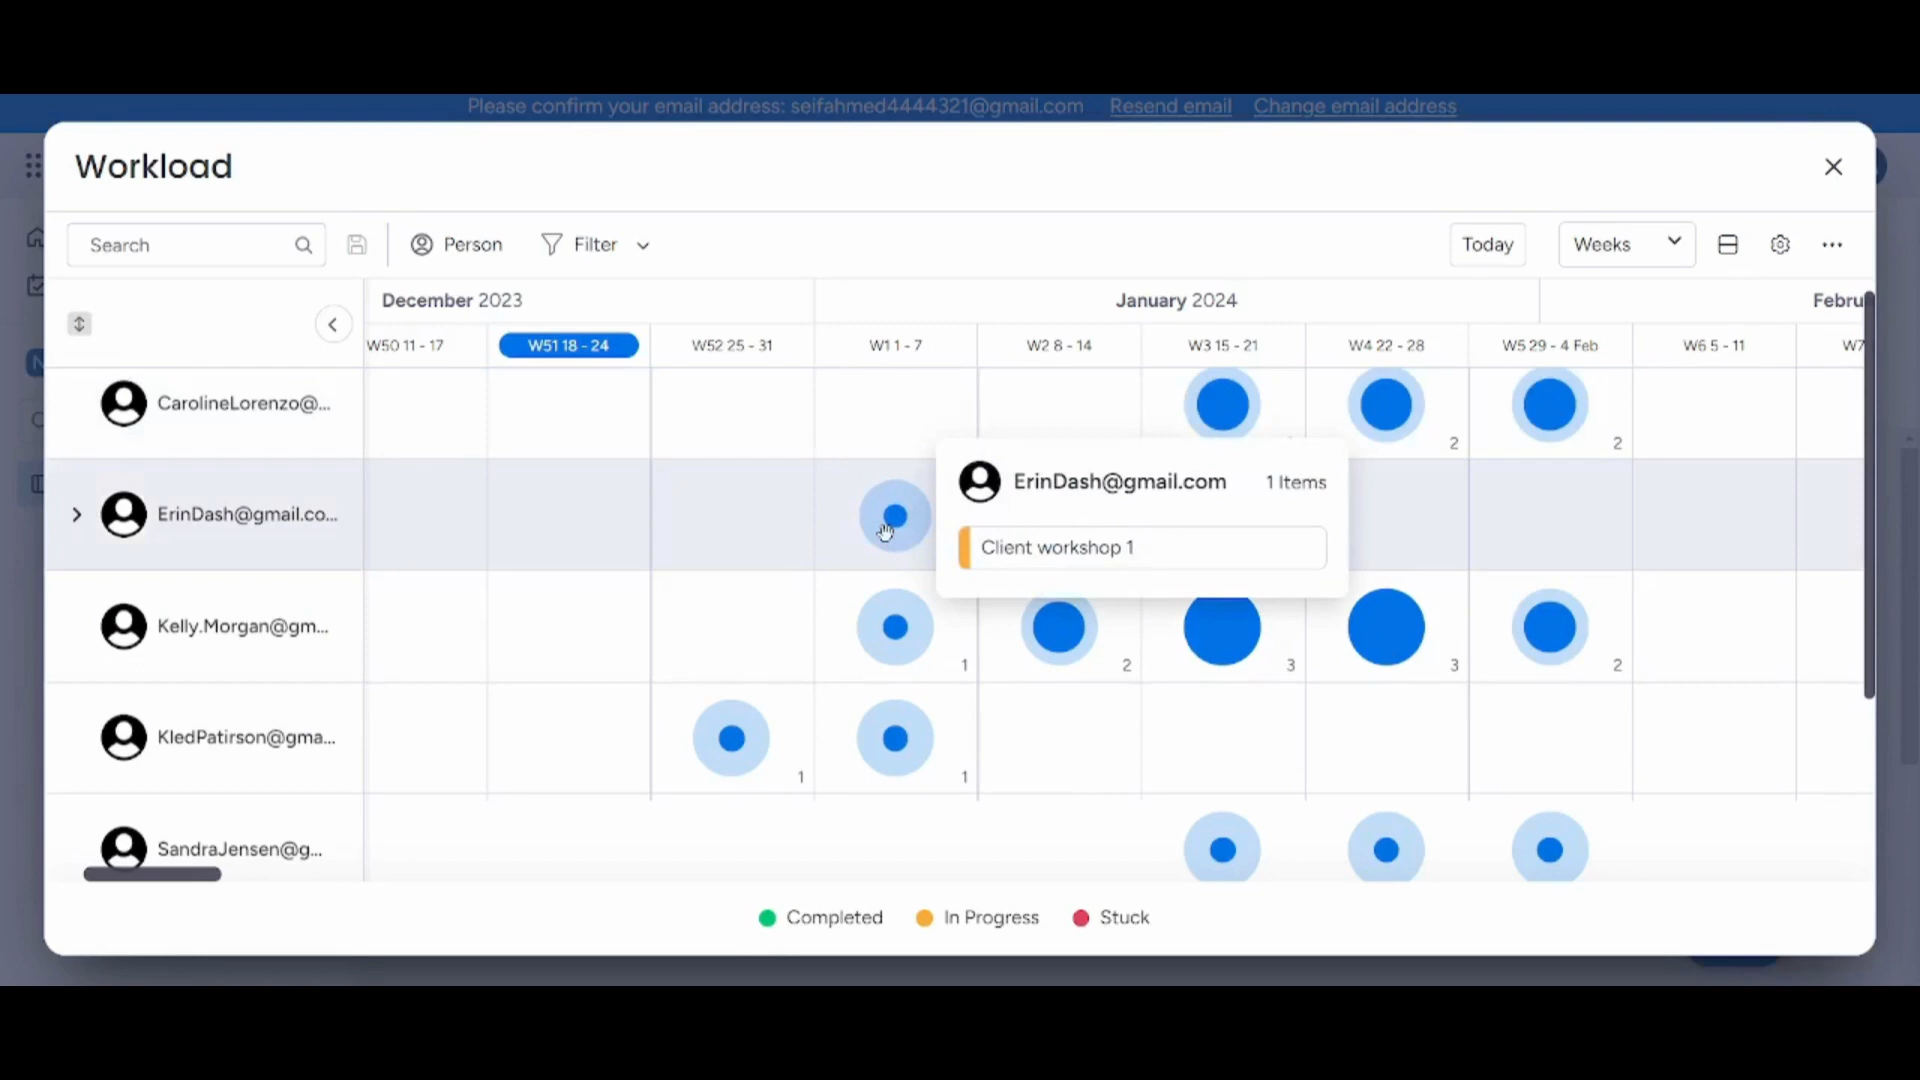 Please confirm your email address: seifahmed4444321@gmail.com Resend email Change email address
Workload
Search Person Filter Today Weeks
December 2023 January 2024 Febru
W50 11 - 17 W51 18 - 24 W52 25 - 31 W1 1 - 7 W2 8 - 14 W3 15 - 21 W4 22 - 28 W5 29 - 4 Feb W6 5 - 11 W7
CarolineLorenzo@...
2 2
ErinDash@gmail.com 1 Items
ErinDash@gmail.co...
Client workshop 1
Kelly.Morgan@gm...
1 2 3 3 2
KledPatirson@gma...
1 1
SandraJensen@g...
Completed In Progress Stuck